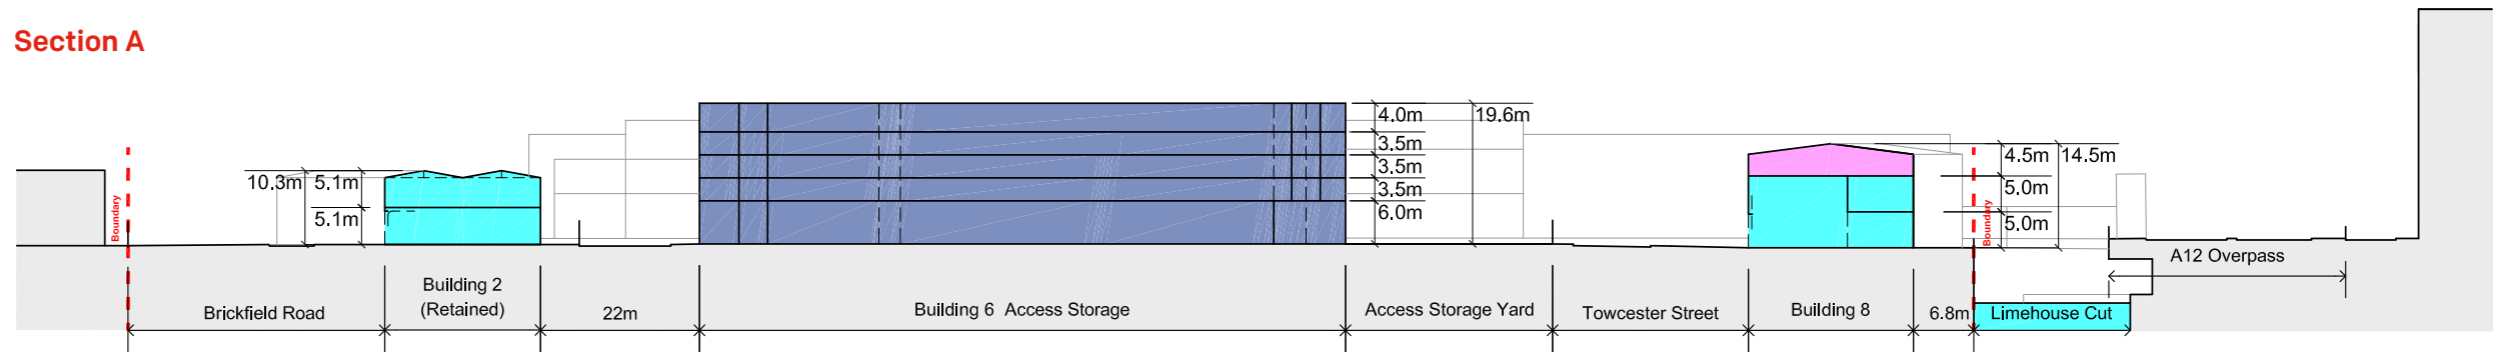 Section A
Boundary
10.3m
5.1m
5.1m
4.0m
3.5m
3.5m
3.5m
6.0m
19.6m
4.5m
5.0m
5.0m
14.5m
Boundary
Brickfield Road
Building 2
(Retained)
22m
Building 6 Access Storage
Access Storage Yard
Towcester Street
Building 8
6.8m
Limehouse Cut
A12 Overpass